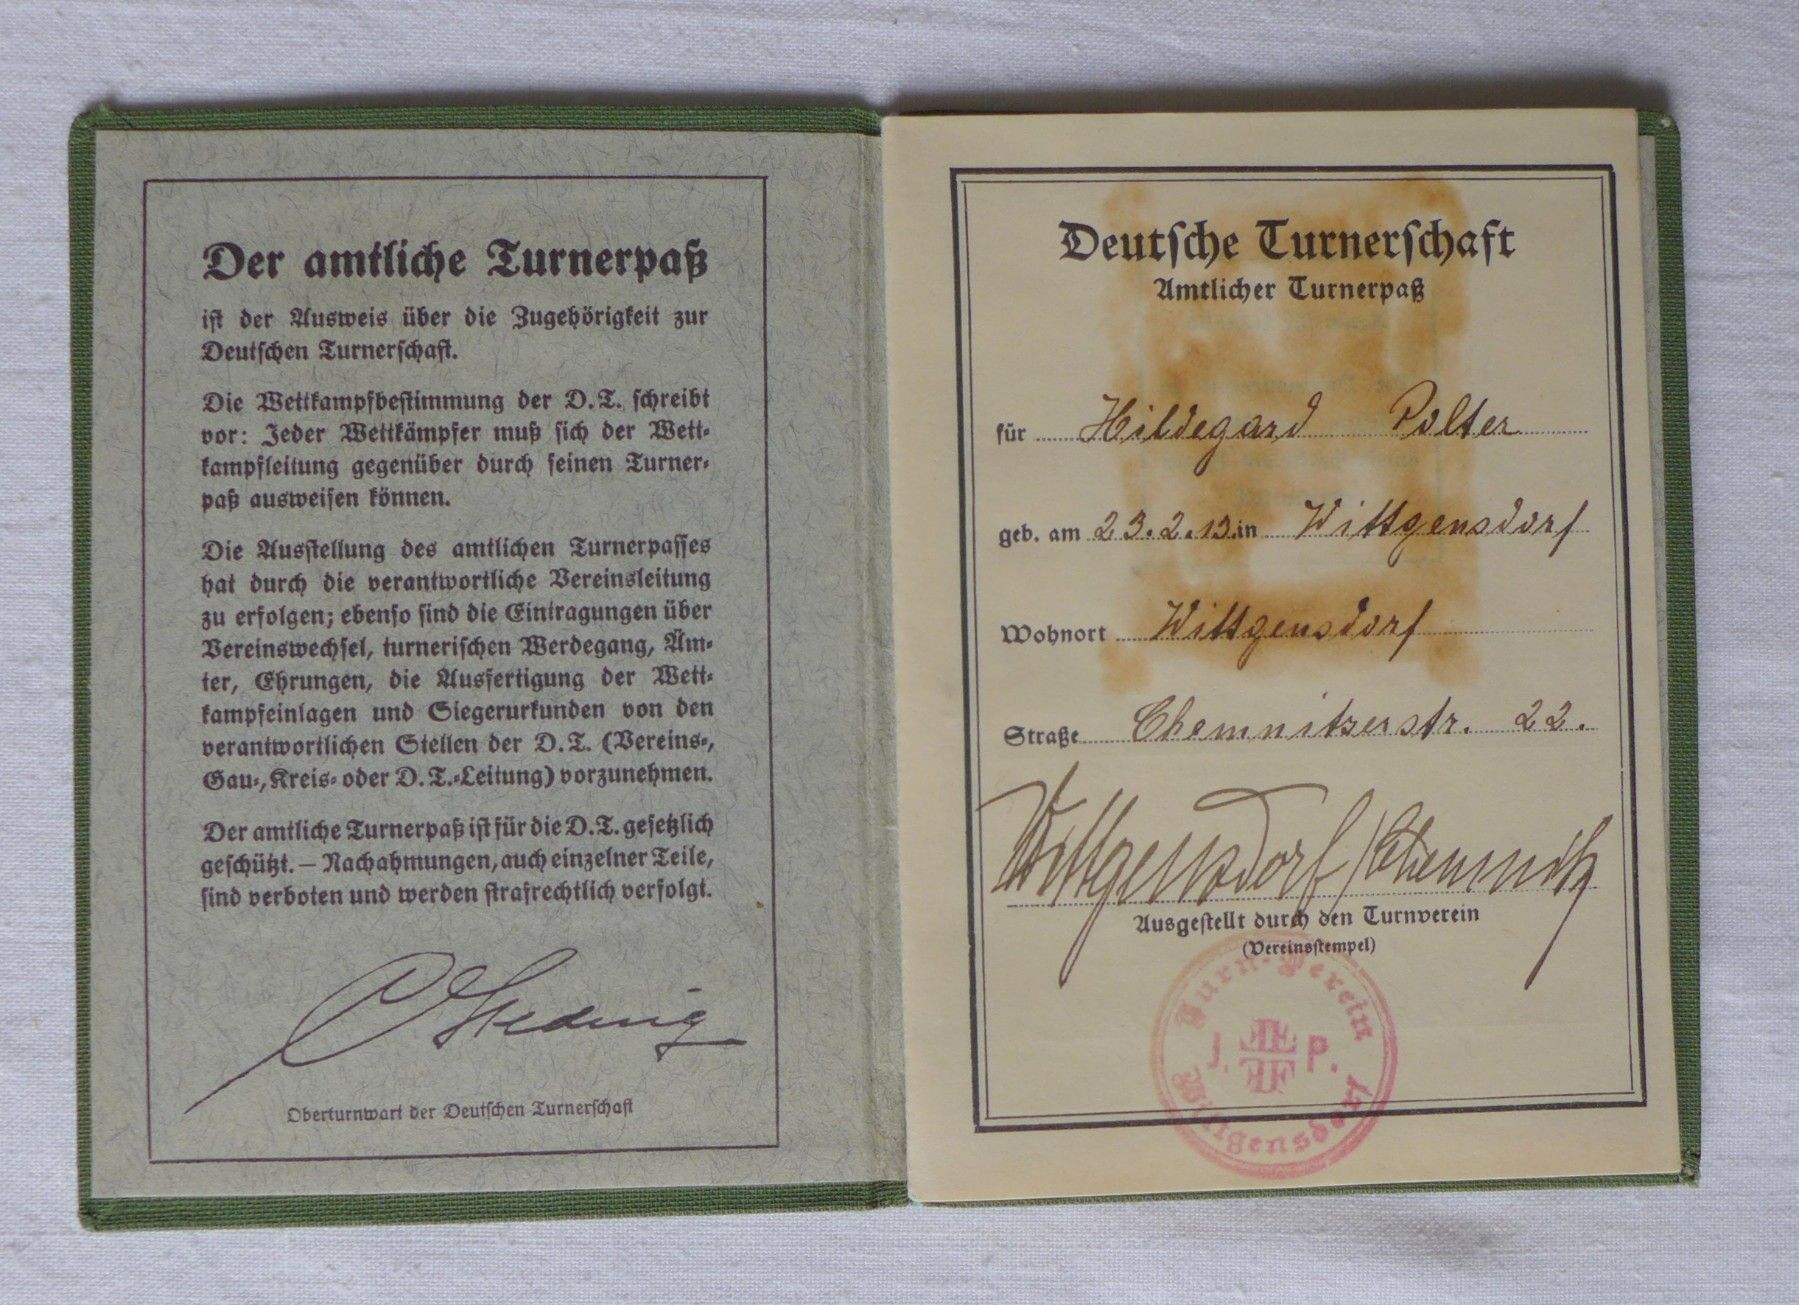 Der amtliche Turnerpaß
ist der Ausweis über die Zugehörigkeit zur
Deutschen Turnerschaft.
Die Wettkampfbestimmung der D.T. schreibt
vor: Jeder Wettkämpfer muß sich der Wett-
kampfleitung gegenüber durch seinen Turner-
paß ausweisen können.
Die Ausstellung des amtlichen Turnerpasses
hat durch die verantwortliche Vereinsleitung
zu erfolgen; ebenso sind die Eintragungen über
Vereinswechsel, turnerischen Werdegang, Äm-
ter, Ehrungen, die Ausfertigung der Wett-
kampfeinlagen und Siegerurkunden von den
verantwortlichen Stellen der D.T. (Vereins-,
Gau-, Kreis- oder D.T.-Leitung) vorzunehmen.
Der amtliche Turnerpaß ist für die D.T. gesetzlich
geschützt. — Nachahmungen, auch einzelner Teile,
sind verboten und werden strafrechtlich verfolgt.
Oberturnwart der Deutschen Turnerschaft
Deutsche Turnerschaft
Amtlicher Turnerpaß
für Hildegard Polter
geb. am 23.2.13. in Wittgensdorf
Wohnort Wittgensdorf
Straße Chemnitzerstr. 22.
Wittgensdorf / Chemnitz
Ausgestellt durch den Turnverein
(Vereinsstempel)
Turn-Verein
J. P.
Wittgensdorf